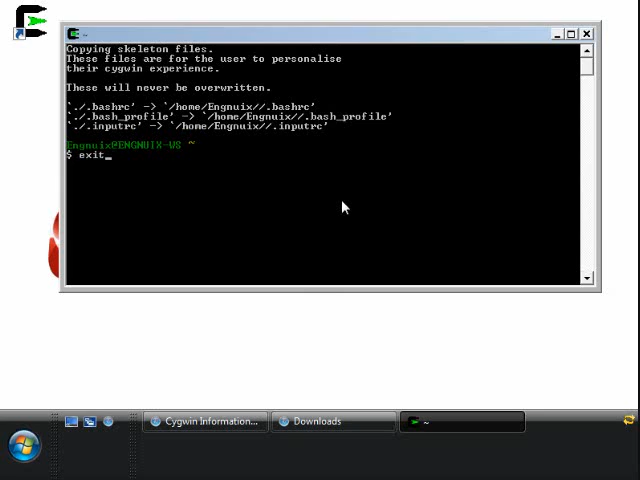 ~
Copying skeleton files.
These files are for the user to personalise
their cygwin experience.
These will never be overwritten.
`./.bashrc' -> `/home/Engnuix//.bashrc'
`./.bash_profile' -> `/home/Engnuix//.bash_profile'
`./.inputrc' -> `/home/Engnuix//.inputrc'
Engnuix@ENGNUIX-WS ~
$ exit_
Cygwin Information...
Downloads
~